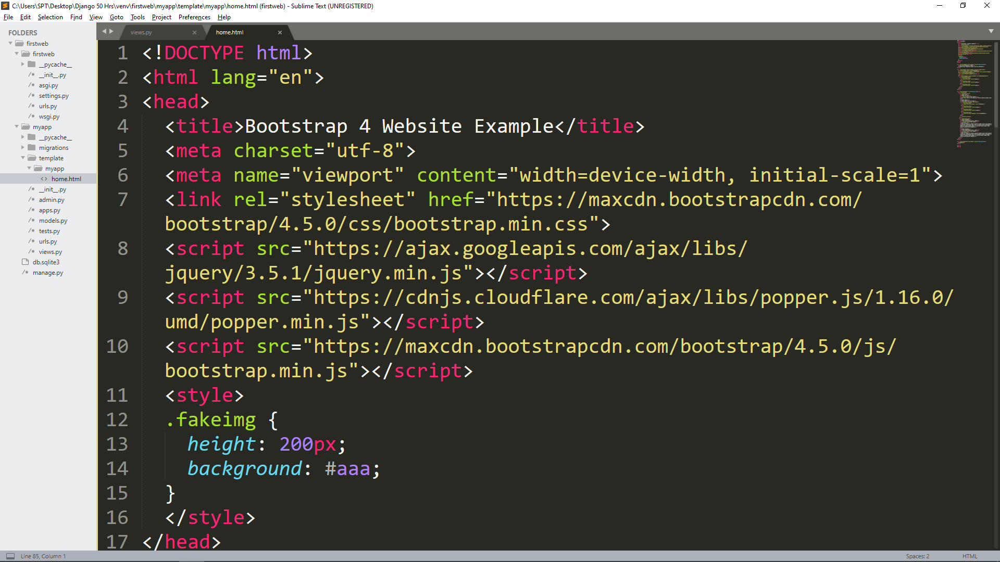 C:\Users\SPT\Desktop\Django 50 Hrs\venv\firstweb\myapp\template\myapp\home.html (firstweb) - Sublime Text (UNREGISTERED)
File Edit Selection Find View Goto Tools Project Preferences Help
FOLDERS
firstweb
firstweb
__pycache__
/* __init__.py
/* asgi.py
/* settings.py
/* urls.py
/* wsgi.py
myapp
__pycache__
migrations
template
myapp
<> home.html
/* __init__.py
/* admin.py
/* apps.py
/* models.py
/* tests.py
/* urls.py
/* views.py
db.sqlite3
/* manage.py
views.py × home.html ×
1 <!DOCTYPE html>
2 <html lang="en">
3 <head>
4 <title>Bootstrap 4 Website Example</title>
5 <meta charset="utf-8">
6 <meta name="viewport" content="width=device-width, initial-scale=1">
7 <link rel="stylesheet" href="https://maxcdn.bootstrapcdn.com/
bootstrap/4.5.0/css/bootstrap.min.css">
8 <script src="https://ajax.googleapis.com/ajax/libs/
jquery/3.5.1/jquery.min.js"></script>
9 <script src="https://cdnjs.cloudflare.com/ajax/libs/popper.js/1.16.0/
umd/popper.min.js"></script>
10 <script src="https://maxcdn.bootstrapcdn.com/bootstrap/4.5.0/js/
bootstrap.min.js"></script>
11 <style>
12 .fakeimg {
13 height: 200px;
14 background: #aaa;
15 }
16 </style>
17 </head>
Line 85, Column 1 Spaces: 2 HTML